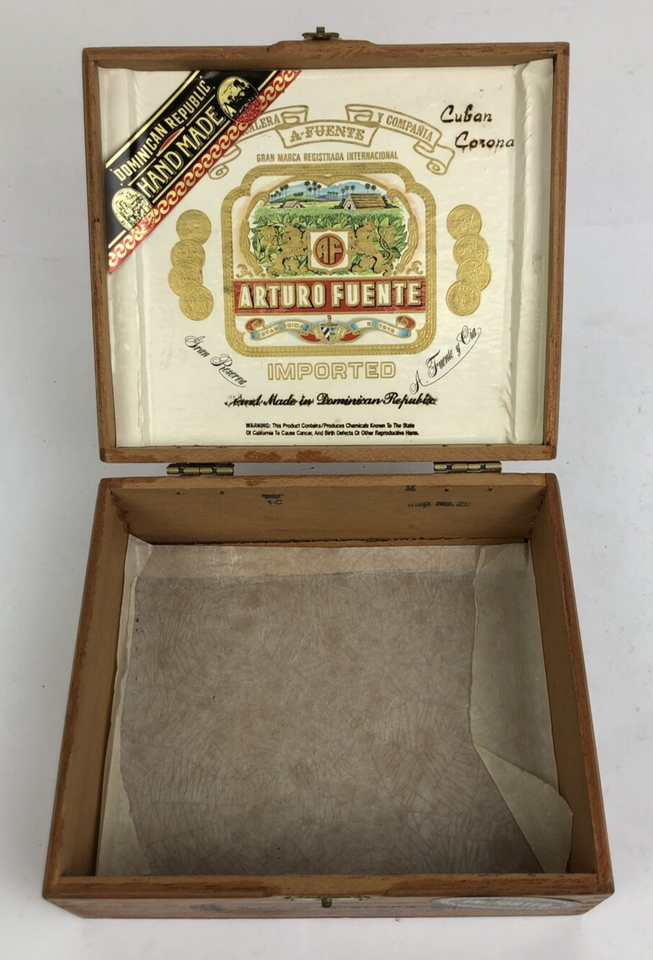 DOMINICAN REPUBLIC
HAND MADE
Y COMPAÑIA
A·FUENTE
GRAN MARCA REGISTRADA INTERNACIONAL
Cuban
Corona
AF
ARTURO FUENTE
Gran Reserva
A. Fuente y Cia.
IMPORTED
Hand Made in Dominican Republic
WARNING: This Product Contains/Produces Chemicals Known To The State
Of California To Cause Cancer, And Birth Defects Or Other Reproductive Harm.